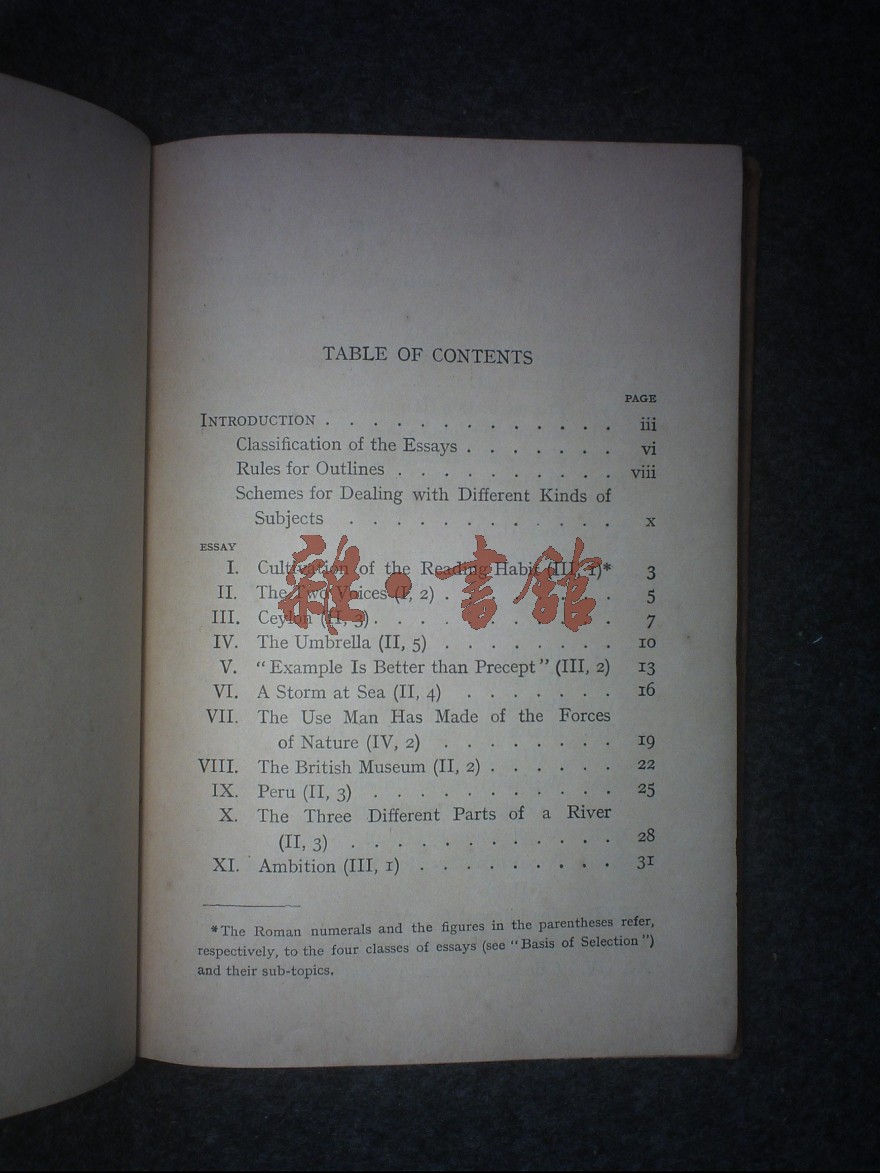 TABLE OF CONTENTS
PAGE
INTRODUCTION . . . . . . . . . . . . . iii
Classification of the Essays . . . . . . . vi
Rules for Outlines . . . . . . . . . . viii
Schemes for Dealing with Different Kinds of
Subjects . . . . . . . . . . . . x
ESSAY
I. Cultivation of the Reading Habit (III, 1)* 3
II. The Two Voices (I, 2) . . . . . . . . 5
III. Ceylon (II, 3) . . . . . . . . . . . 7
雜·書館
IV. The Umbrella (II, 5) . . . . . . . . 10
V. "Example Is Better than Precept" (III, 2) 13
VI. A Storm at Sea (II, 4) . . . . . . . 16
VII. The Use Man Has Made of the Forces
of Nature (IV, 2) . . . . . . . . 19
VIII. The British Museum (II, 2) . . . . . . 22
IX. Peru (II, 3) . . . . . . . . . . . 25
X. The Three Different Parts of a River
(II, 3) . . . . . . . . . . . . 28
XI. Ambition (III, 1) . . . . . . . . . 31
*The Roman numerals and the figures in the parentheses refer,
respectively, to the four classes of essays (see "Basis of Selection")
and their sub-topics.